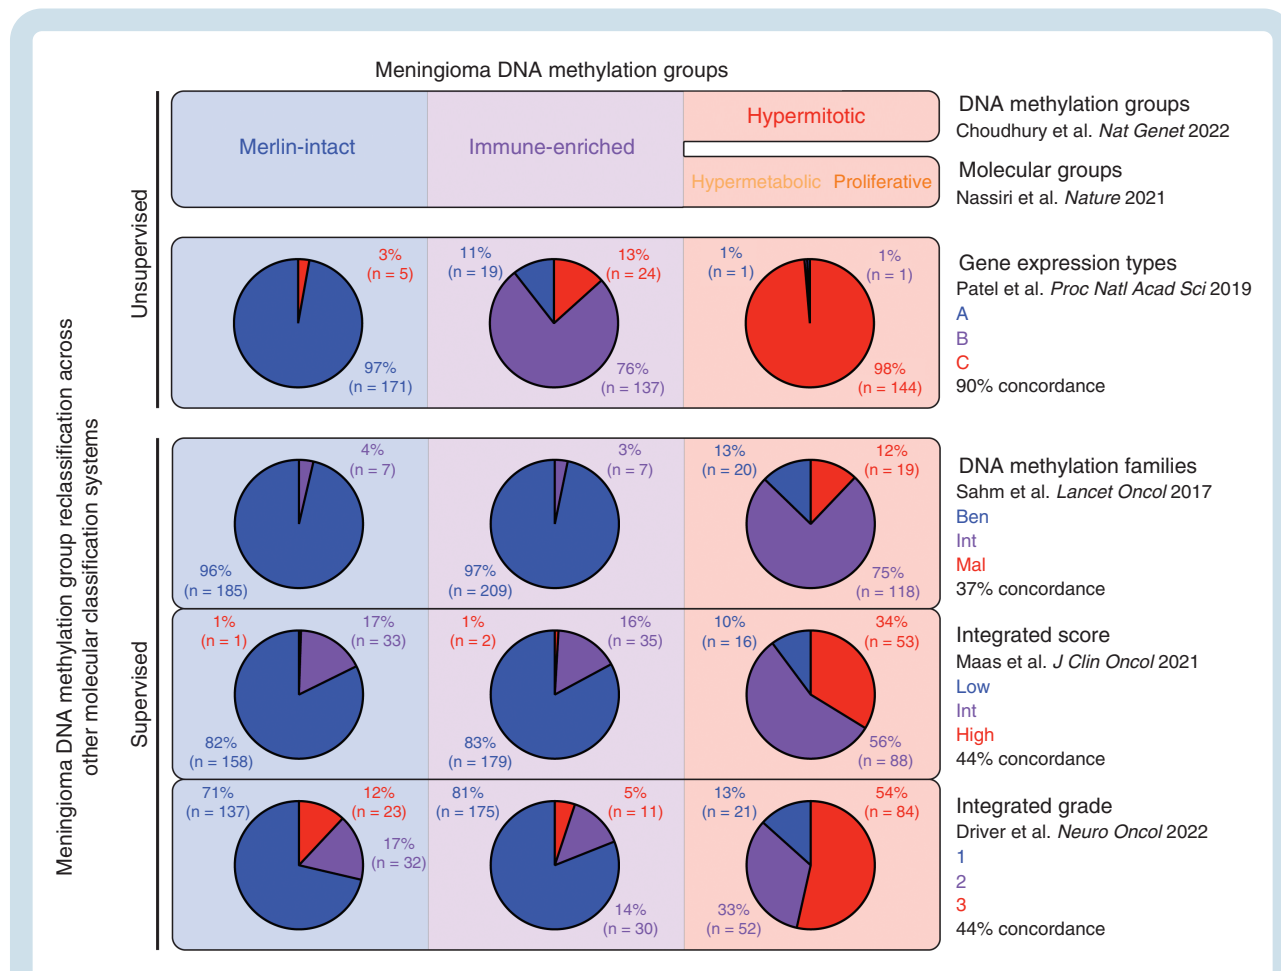 Meningioma DNA methylation groups
Merlin-intact
Immune-enriched
Hypermitotic
Hypermetabolic Proliferative
DNA methylation groups
Choudhury et al. Nat Genet 2022
Molecular groups
Nassiri et al. Nature 2021
Meningioma DNA methylation group reclassification across
other molecular classification systems
Unsupervised
3%
(n = 5)
97%
(n = 171)
11%
(n = 19)
13%
(n = 24)
76%
(n = 137)
1%
(n = 1)
1%
(n = 1)
98%
(n = 144)
Gene expression types
Patel et al. Proc Natl Acad Sci 2019
A
B
C
90% concordance
Supervised
4%
(n = 7)
96%
(n = 185)
3%
(n = 7)
97%
(n = 209)
13%
(n = 20)
12%
(n = 19)
75%
(n = 118)
DNA methylation families
Sahm et al. Lancet Oncol 2017
Ben
Int
Mal
37% concordance
1%
(n = 1)
17%
(n = 33)
82%
(n = 158)
1%
(n = 2)
16%
(n = 35)
83%
(n = 179)
10%
(n = 16)
34%
(n = 53)
56%
(n = 88)
Integrated score
Maas et al. J Clin Oncol 2021
Low
Int
High
44% concordance
71%
(n = 137)
12%
(n = 23)
17%
(n = 32)
81%
(n = 175)
5%
(n = 11)
14%
(n = 30)
13%
(n = 21)
54%
(n = 84)
33%
(n = 52)
Integrated grade
Driver et al. Neuro Oncol 2022
1
2
3
44% concordance